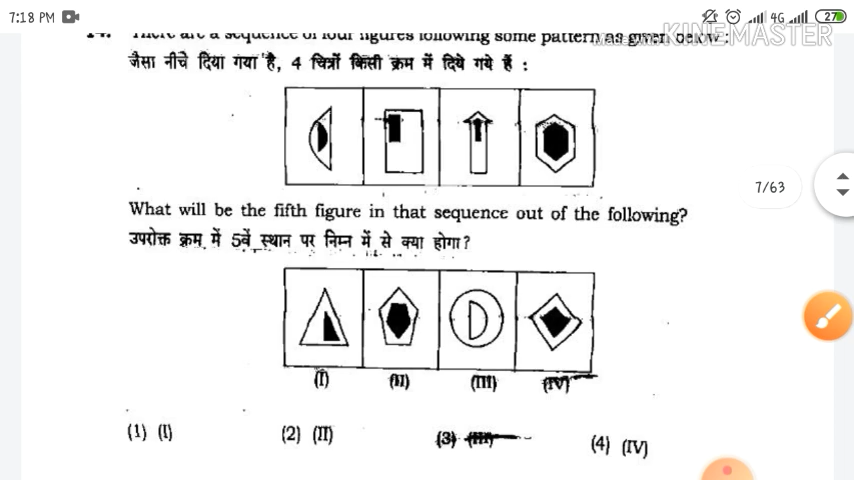 7:18 PM 4G 27
14. There are a sequence of four figures following some pattern as given below :
KINEMASTER
जैसा नीचे दिया गया है, 4 चित्रों किसी क्रम में दिये गये हैं :
7/63
What will be the fifth figure in that sequence out of the following?
उपरोक्त क्रम में 5वें स्थान पर निम्न में से क्या होगा?
(I) (II) (III) (IV)
(1) (I) (2) (II) (3) (III) (4) (IV)